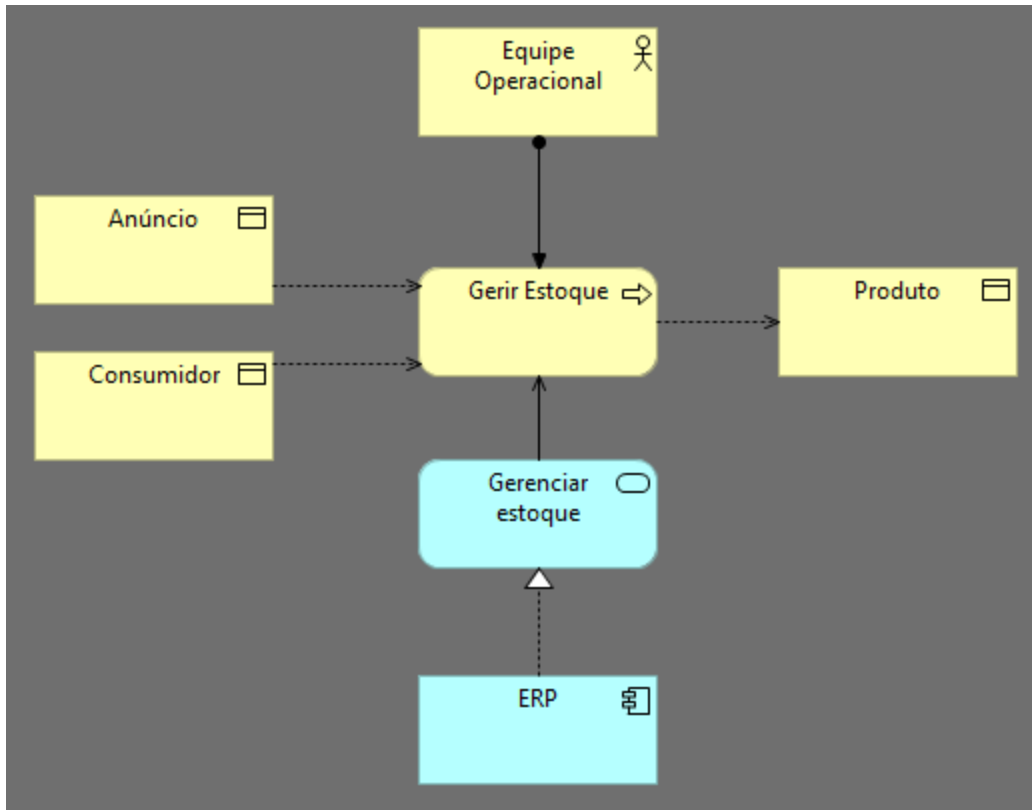 Equipe
Operacional
Anúncio
Gerir Estoque
Produto
Consumidor
Gerenciar
estoque
ERP